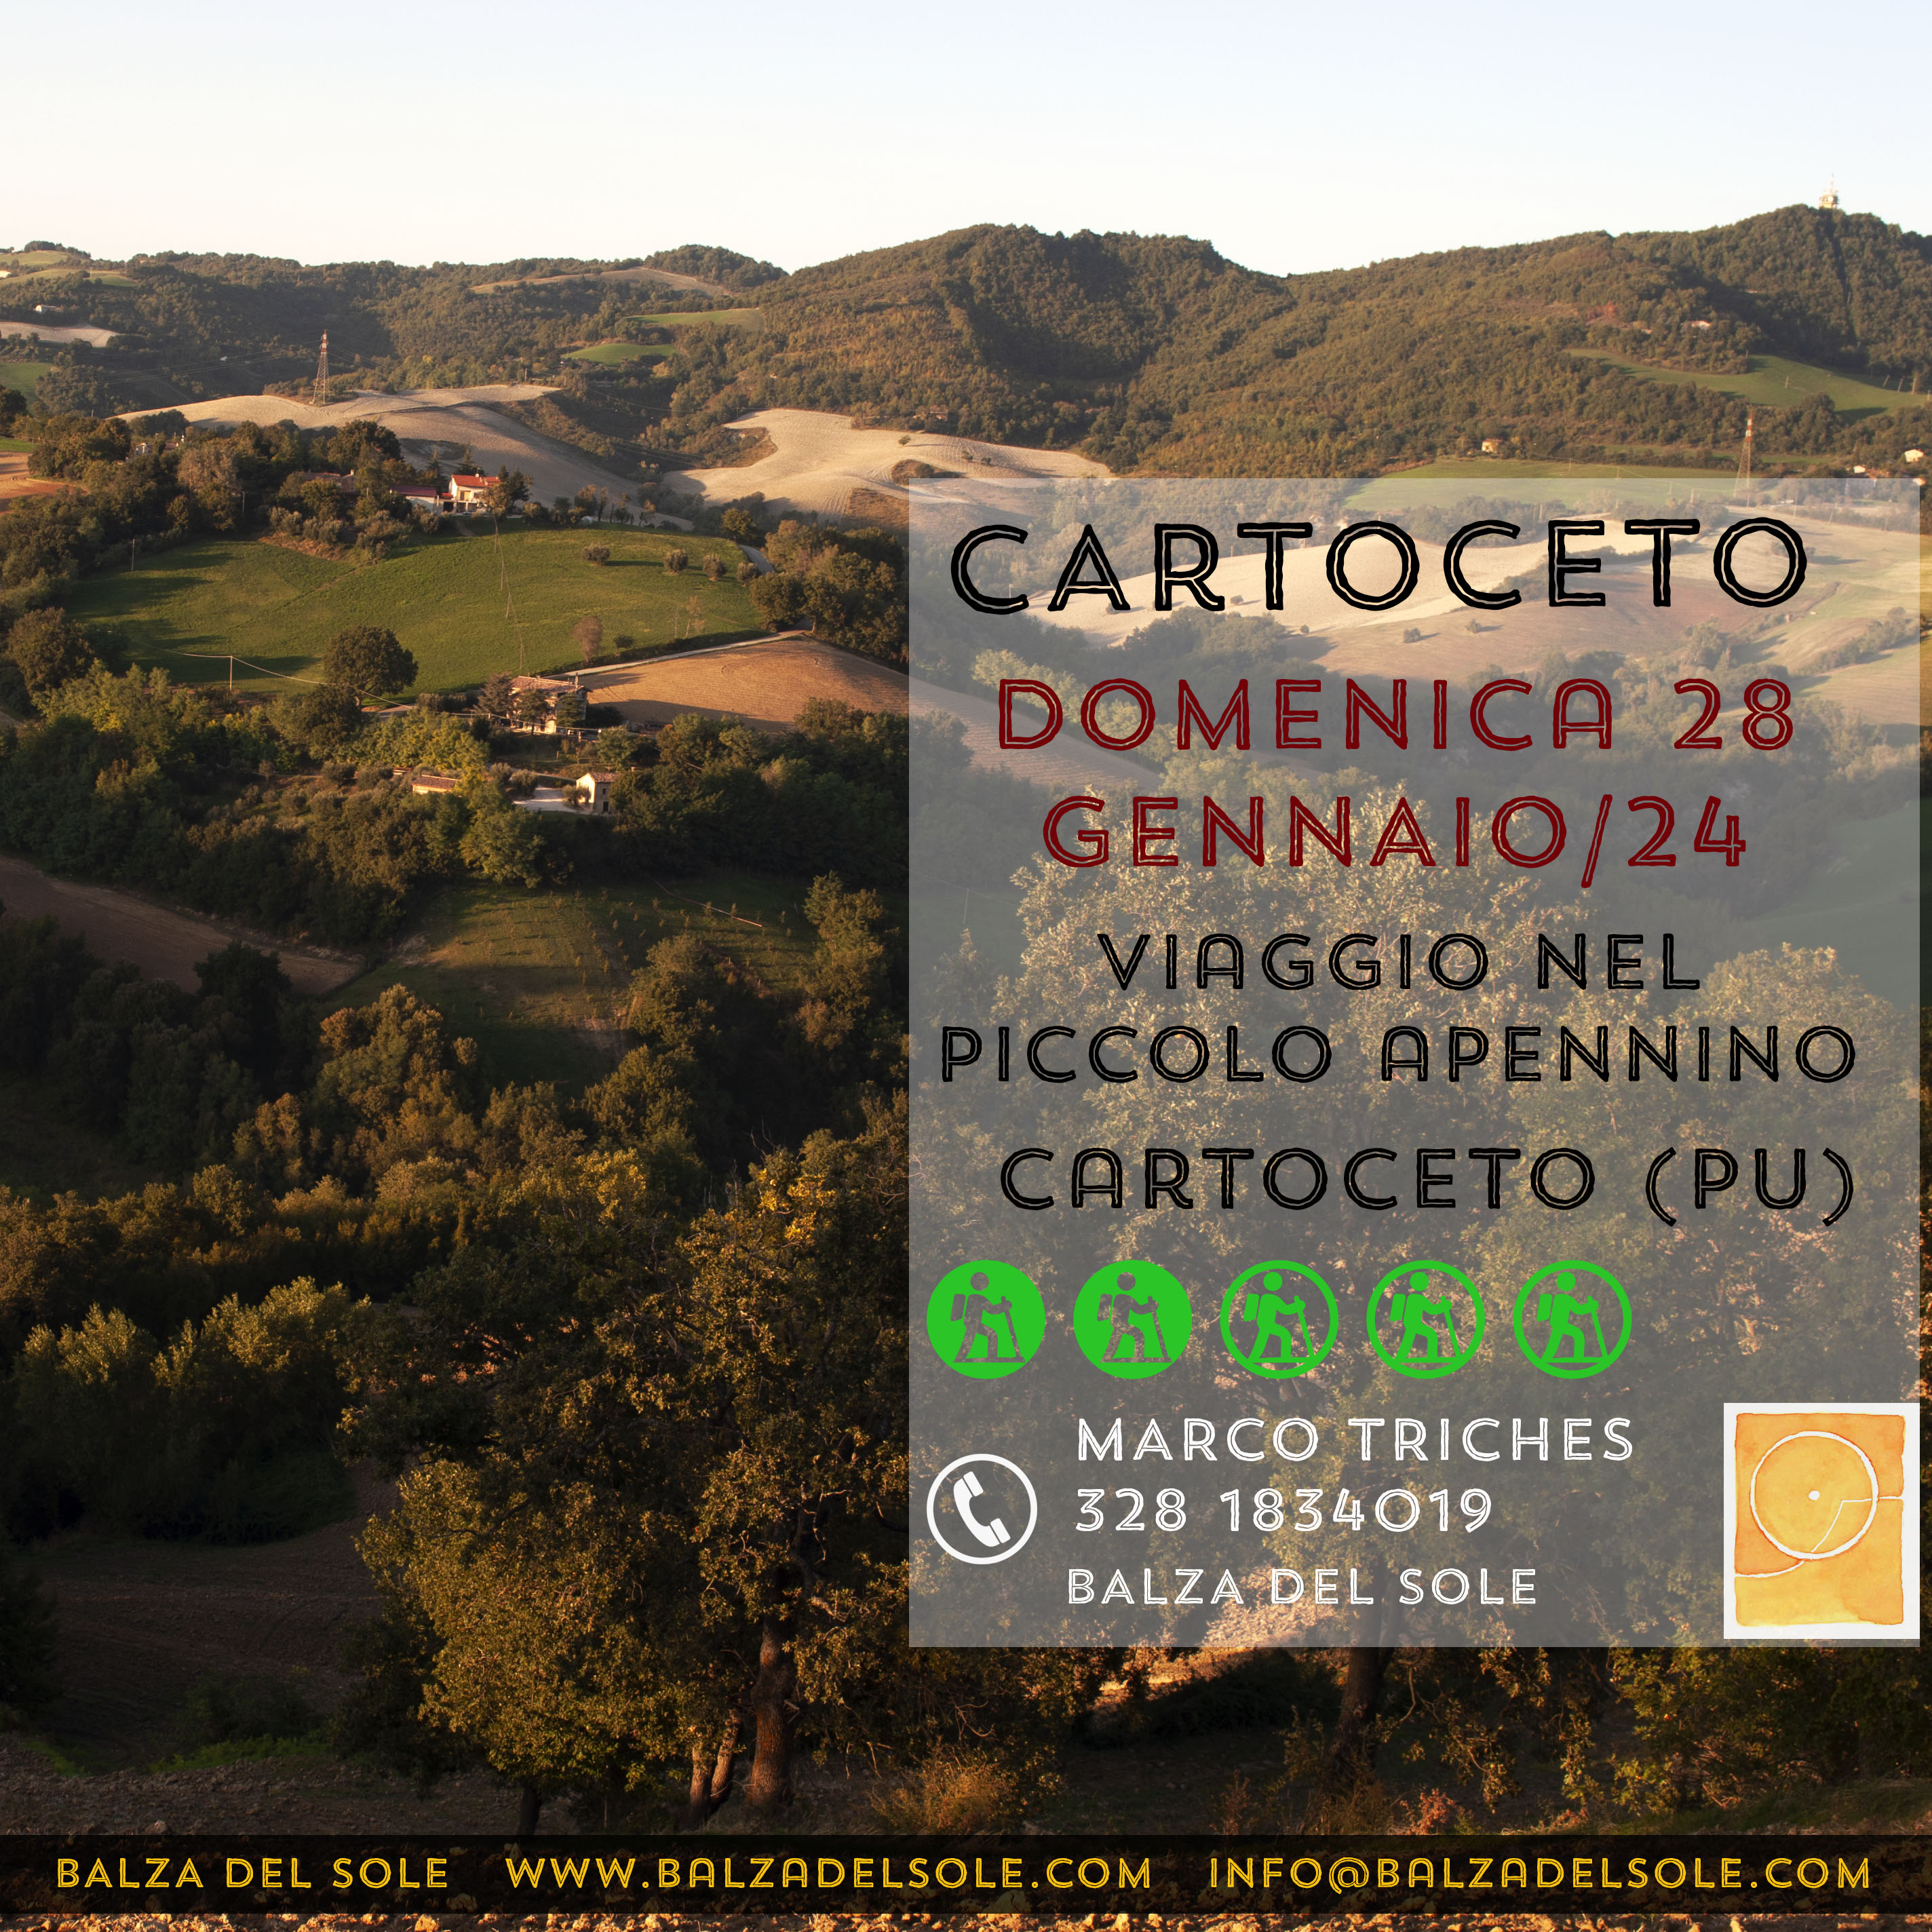 CARTOCETO
DOMENICA 28
GENNAIO/24
VIAGGIO NEL
PICCOLO APENNINO
CARTOCETO (PU)
MARCO TRICHES
328 1834019
BALZA DEL SOLE
BALZA DEL SOLE WWW.BALZADELSOLE.COM INFO@BALZADELSOLE.COM